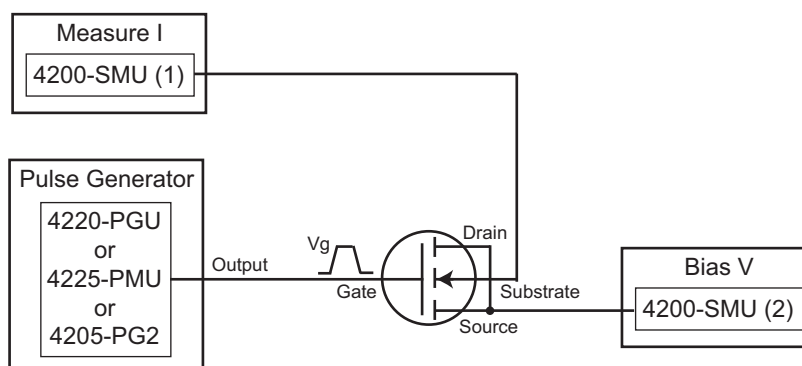 Measure I
4200-SMU (1)
Pulse Generator
4220-PGU
or
4225-PMU
or
4205-PG2
Output
Vg
Gate
Drain
Substrate
Source
Bias V
4200-SMU (2)